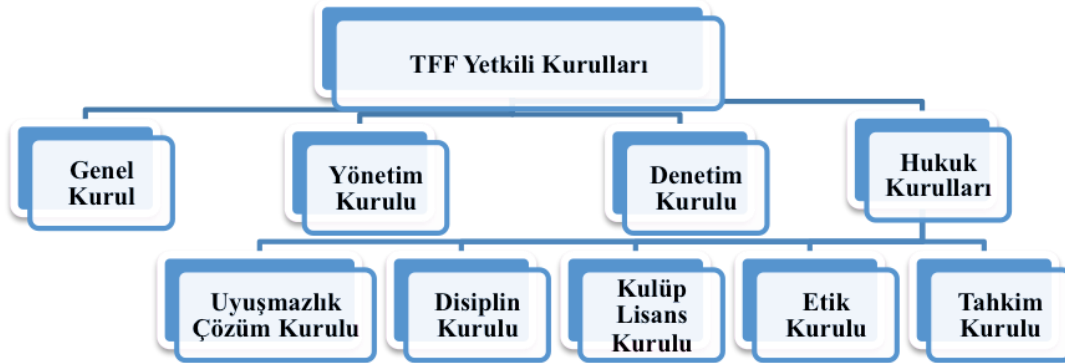 TFF Yetkili Kurulları
Genel
Kurul
Yönetim
Kurulu
Denetim
Kurulu
Hukuk
Kurulları
Uyuşmazlık
Çözüm Kurulu
Disiplin
Kurulu
Kulüp
Lisans
Kurulu
Etik
Kurulu
Tahkim
Kurulu